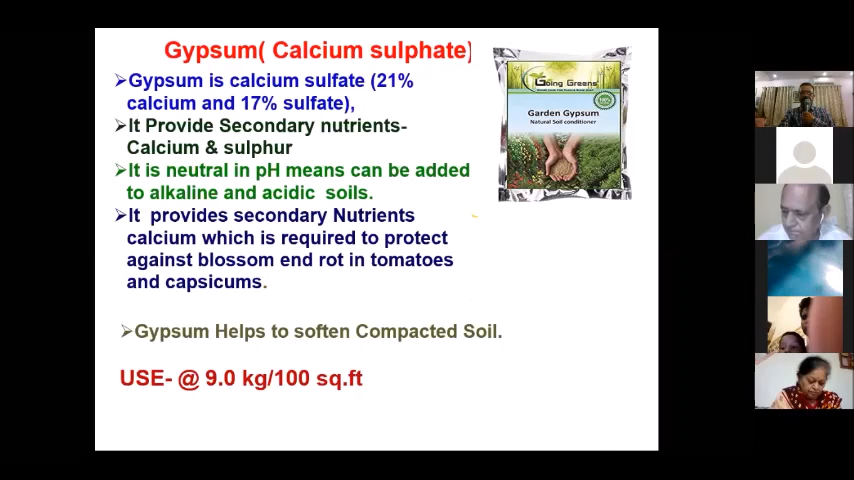 Gypsum( Calcium sulphate)
➢Gypsum is calcium sulfate (21%
calcium and 17% sulfate),
➢It Provide Secondary nutrients-
Calcium & sulphur
➢It is neutral in pH means can be added
to alkaline and acidic soils.
➢It provides secondary Nutrients
calcium which is required to protect
against blossom end rot in tomatoes
and capsicums.
➢Gypsum Helps to soften Compacted Soil.
USE- @ 9.0 kg/100 sq.ft
Going Greens
Garden Gypsum
Natural Soil conditioner